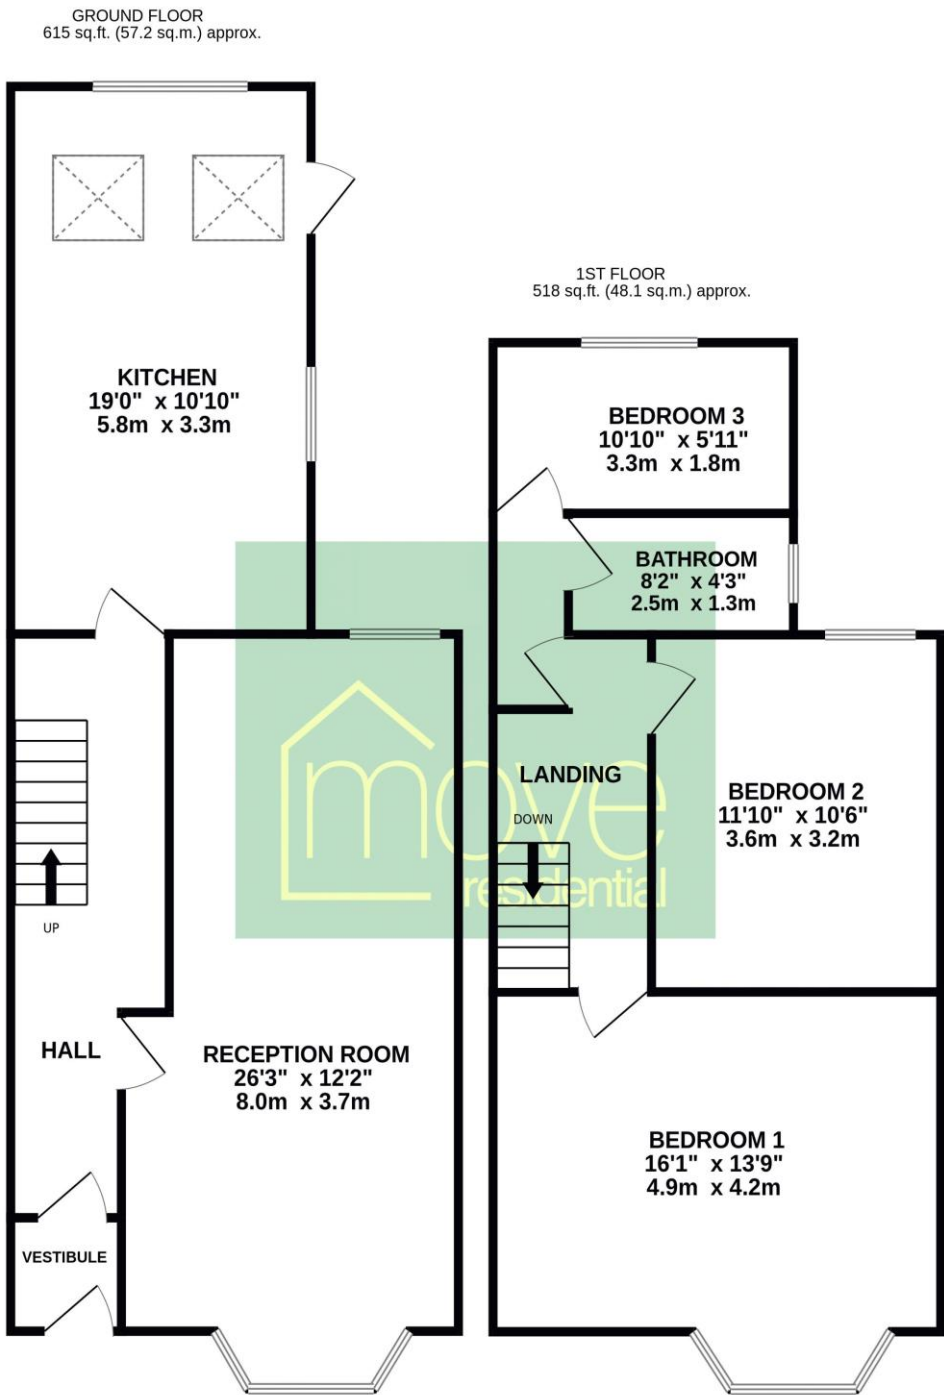 GROUND FLOOR
615 sq.ft. (57.2 sq.m.) approx.
KITCHEN
19'0" x 10'10"
5.8m x 3.3m
UP
HALL
RECEPTION ROOM
26'3" x 12'2"
8.0m x 3.7m
VESTIBULE
1ST FLOOR
518 sq.ft. (48.1 sq.m.) approx.
BEDROOM 3
10'10" x 5'11"
3.3m x 1.8m
BATHROOM
8'2" x 4'3"
2.5m x 1.3m
LANDING
DOWN
BEDROOM 2
11'10" x 10'6"
3.6m x 3.2m
BEDROOM 1
16'1" x 13'9"
4.9m x 4.2m
move
residential